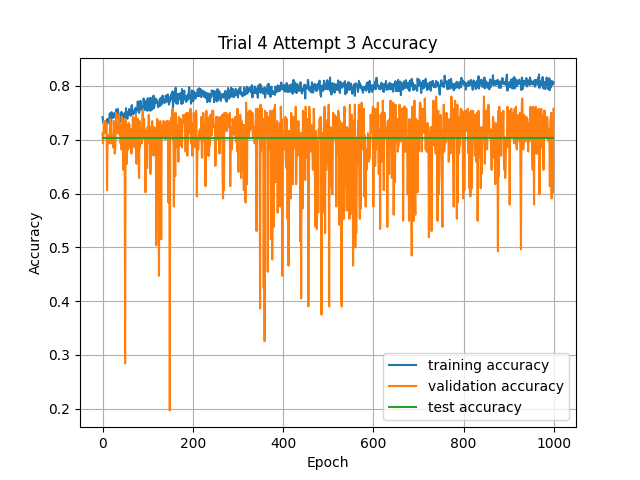 Trial 4 Attempt 3 Accuracy
0.8
0.7
0.6
0.5
0.4
0.3
0.2
Accuracy
training accuracy
validation accuracy
test accuracy
0 200 400 600 800 1000
Epoch